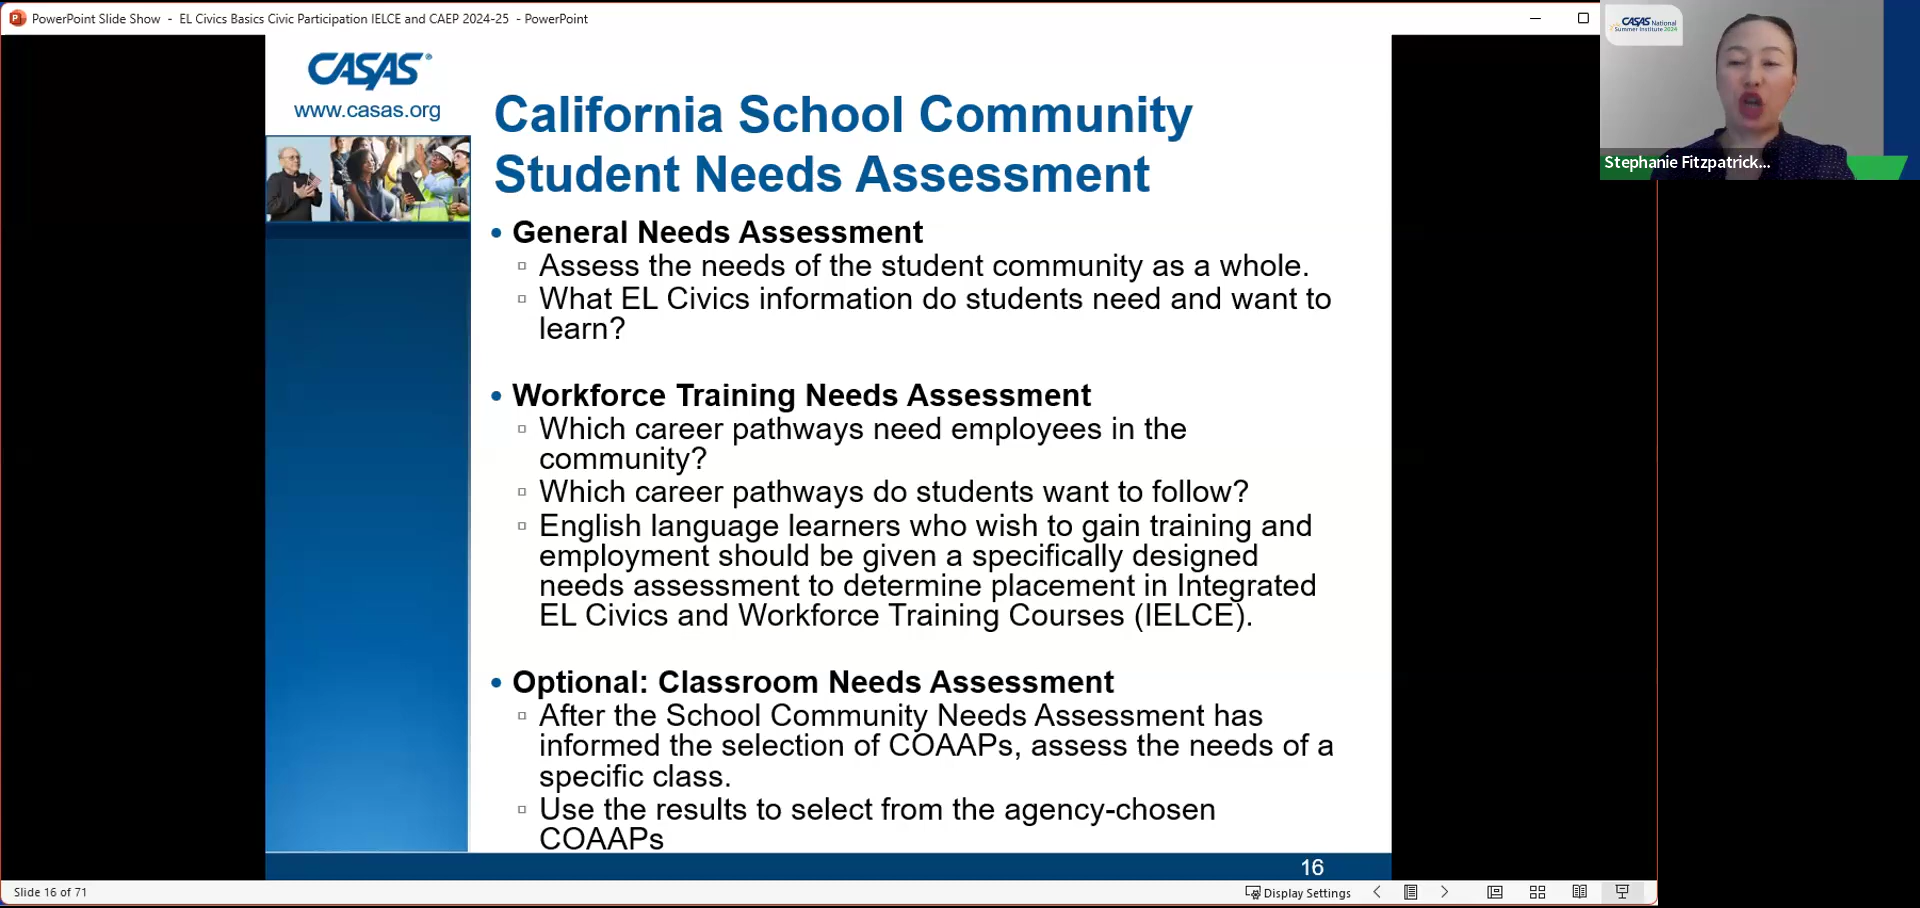 PowerPoint Slide Show - EL Civics Basics Civic Participation IELCE and CAEP 2024-25 - PowerPoint
CASAS National
Summer Institute 2024
Stephanie Fitzpatrick...
CASAS®
www.casas.org
California School Community
Student Needs Assessment
• General Needs Assessment
▫ Assess the needs of the student community as a whole.
▫ What EL Civics information do students need and want to
learn?
• Workforce Training Needs Assessment
▫ Which career pathways need employees in the
community?
▫ Which career pathways do students want to follow?
▫ English language learners who wish to gain training and
employment should be given a specifically designed
needs assessment to determine placement in Integrated
EL Civics and Workforce Training Courses (IELCE).
• Optional: Classroom Needs Assessment
▫ After the School Community Needs Assessment has
informed the selection of COAAPs, assess the needs of a
specific class.
▫ Use the results to select from the agency-chosen
COAAPs
16
Slide 16 of 71
Display Settings